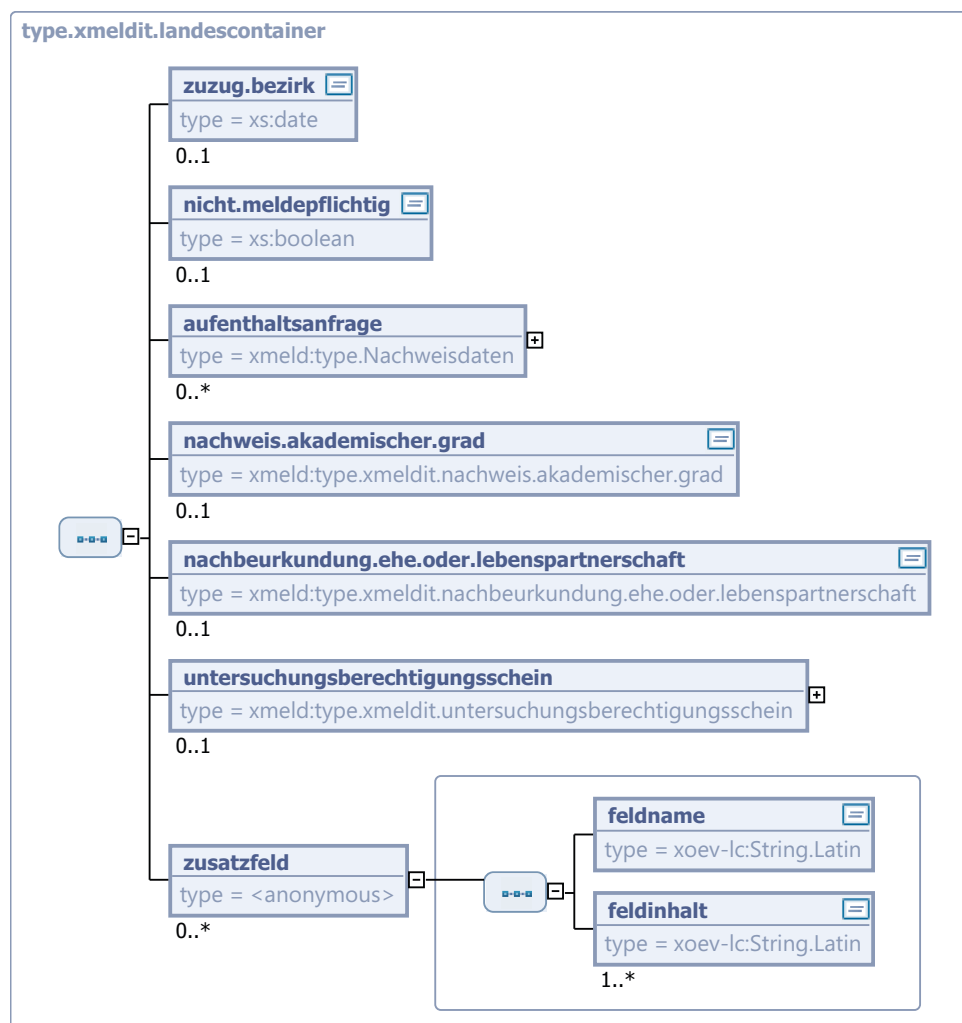 type.xmeldit.landescontainer
zuzug.bezirk
type = xs:date
0..1
nicht.meldepflichtig
type = xs:boolean
0..1
aufenthaltsanfrage
type = xmeld:type.Nachweisdaten
0..*
nachweis.akademischer.grad
type = xmeld:type.xmeldit.nachweis.akademischer.grad
0..1
nachbeurkundung.ehe.oder.lebenspartnerschaft
type = xmeld:type.xmeldit.nachbeurkundung.ehe.oder.lebenspartnerschaft
0..1
untersuchungsberechtigungsschein
type = xmeld:type.xmeldit.untersuchungsberechtigungsschein
0..1
zusatzfeld
type = <anonymous>
0..*
feldname
type = xoev-lc:String.Latin
feldinhalt
type = xoev-lc:String.Latin
1..*